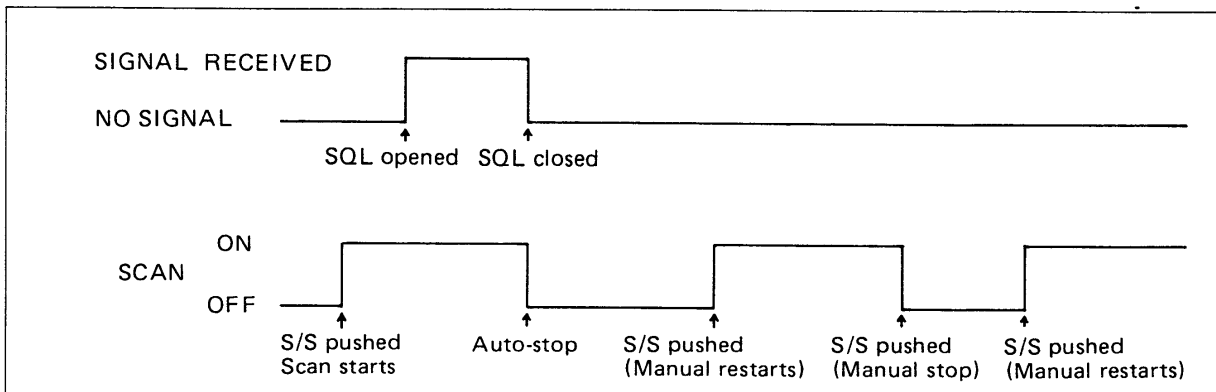 SIGNAL RECEIVED
NO SIGNAL
SQL opened
SQL closed
ON
SCAN
OFF
S/S pushed
Scan starts
Auto-stop
S/S pushed
(Manual restarts)
S/S pushed
(Manual stop)
S/S pushed
(Manual restarts)